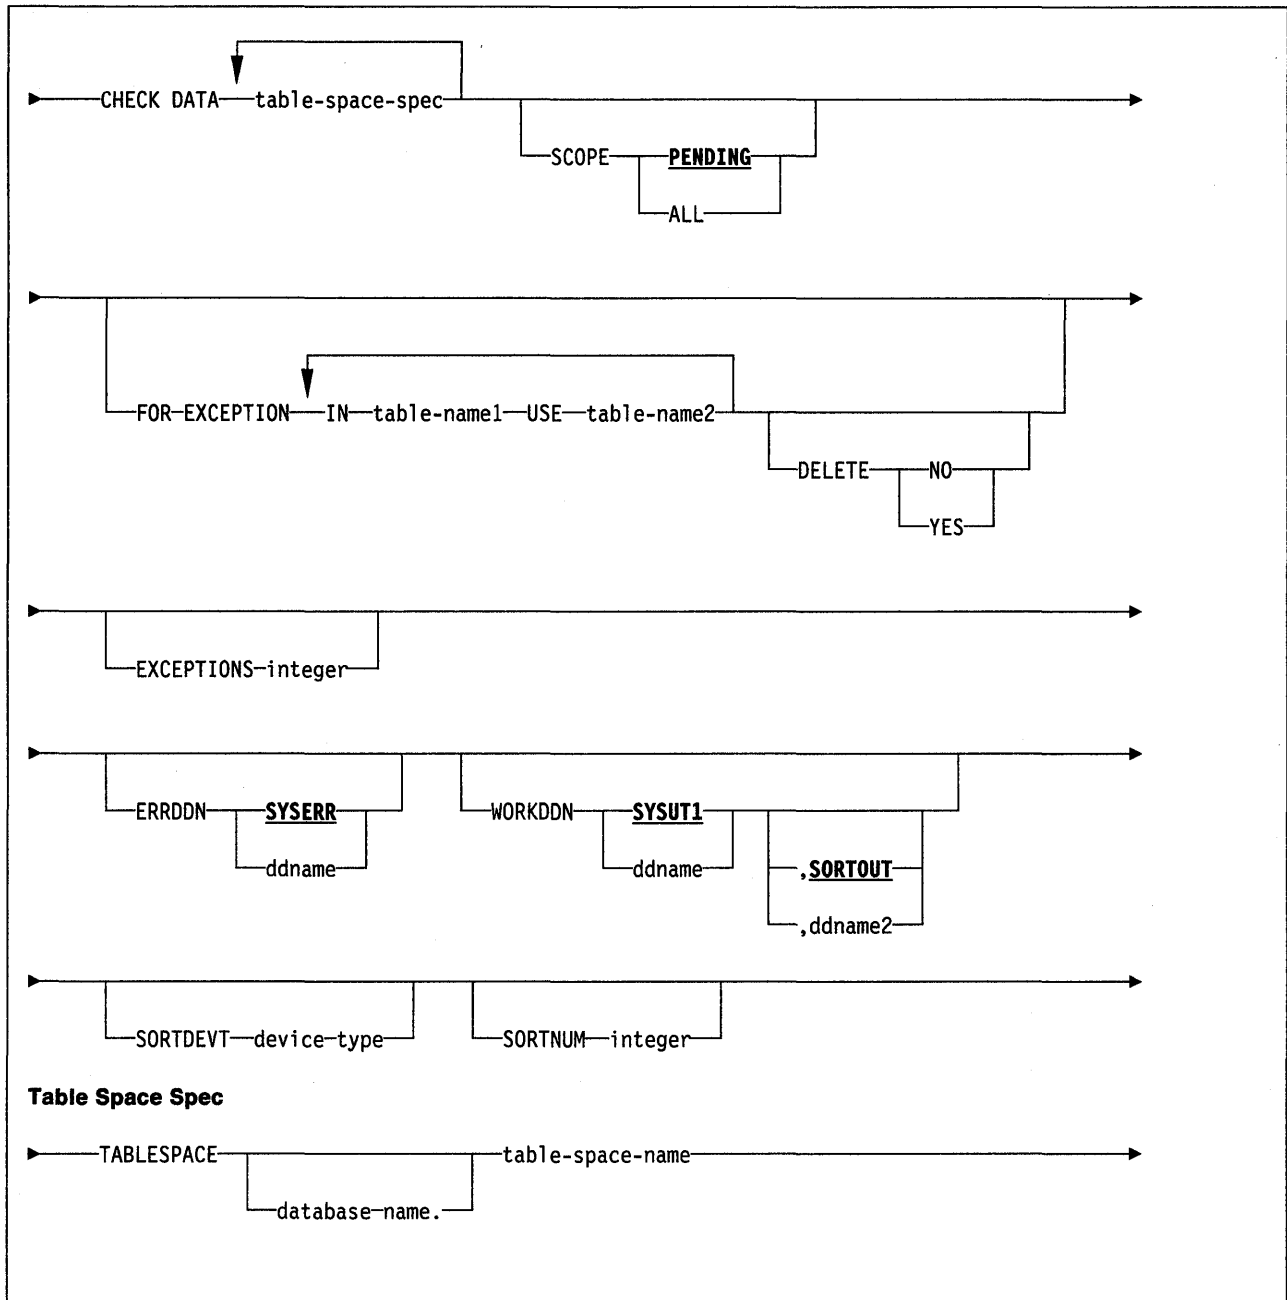 CHECK DATA table-space-spec
SCOPE PENDING
ALL
FOR EXCEPTION IN table-name1 USE table-name2
DELETE NO
YES
EXCEPTIONS integer
ERRDDN SYSERR WORKDDN SYSUT1
ddname ddname ,SORTOUT
,ddname2
SORTDEVT device-type SORTNUM integer
Table Space Spec
TABLESPACE table-space-name
database-name.